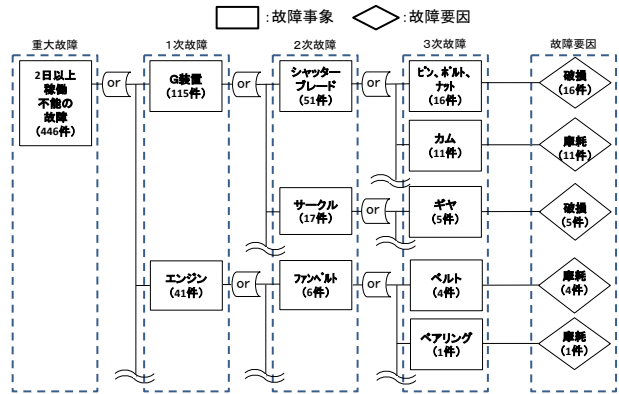 :故障事象
:故障要因
重大故障
1次故障
2次故障
3次故障
故障要因
2日以上
稼働
不能の
故障
(446件)
or
G装置
(115件)
or
シャッター
ブレード
(51件)
or
ピン、ボルト、
ナット
(16件)
破損
(16件)
カム
(11件)
摩耗
(11件)
サークル
(17件)
or
ギヤ
(5件)
破損
(5件)
エンジン
(41件)
or
ファンベルト
(6件)
or
ベルト
(4件)
摩耗
(4件)
ベアリング
(1件)
摩耗
(1件)